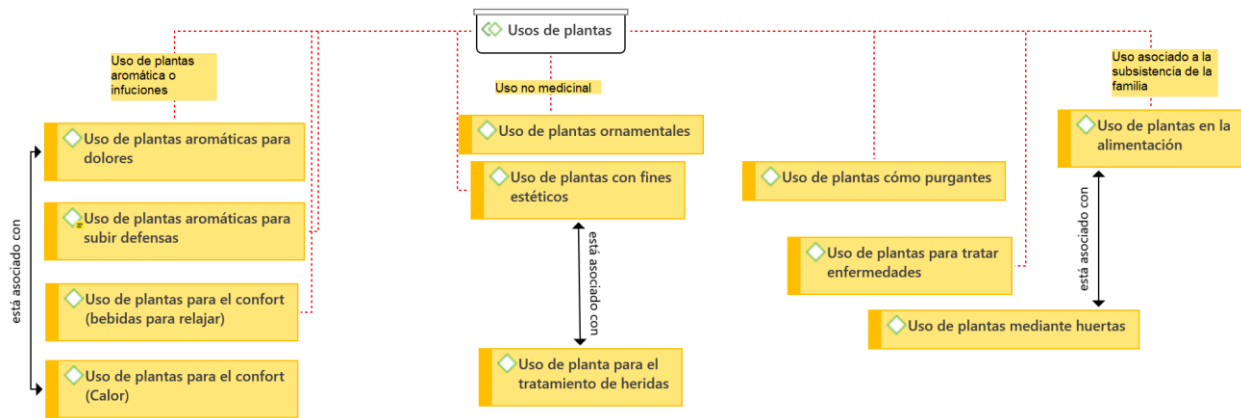 Usos de plantas
Uso de plantas
aromática o
infuciones
Uso no medicinal
Uso asociado a la
subsistencia de la
familia
Uso de plantas aromáticas para
dolores
Uso de plantas aromáticas para
subir defensas
Uso de plantas para el confort
(bebidas para relajar)
Uso de plantas para el confort
(Calor)
está asociado con
Uso de plantas ornamentales
Uso de plantas con fines
estéticos
está asociado con
Uso de planta para el
tratamiento de heridas
Uso de plantas cómo purgantes
Uso de plantas para tratar
enfermedades
Uso de plantas en la
alimentación
está asociado con
Uso de plantas mediante huertas